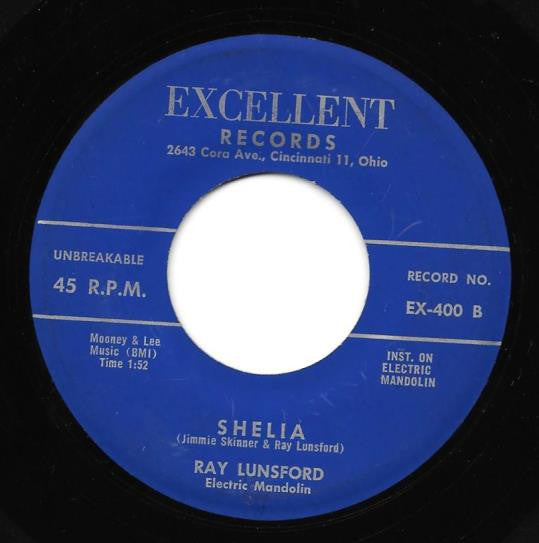 EXCELLENT
RECORDS
2643 Cora Ave., Cincinnati 11, Ohio
UNBREAKABLE
45 R.P.M.
RECORD NO.
EX-400 B
Mooney & Lee
Music (BMI)
Time 1:52
INST. ON
ELECTRIC
MANDOLIN
SHELIA
(Jimmie Skinner & Ray Lunsford)
RAY LUNSFORD
Electric Mandolin